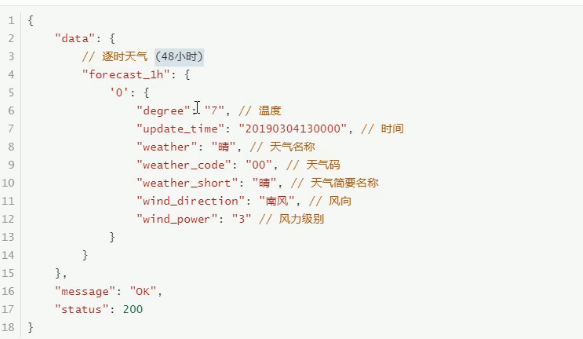 1 {
2 "data": {
3 // 逐时天气 (48小时)
4 "forecast_1h": {
5 '0': {
6 "degree": "7", // 温度
7 "update_time": "20190304130000", // 时间
8 "weather": "晴", // 天气名称
9 "weather_code": "00", // 天气码
10 "weather_short": "晴", // 天气简要名称
11 "wind_direction": "南风", // 风向
12 "wind_power": "3" // 风力级别
13 }
14 }
15 },
16 "message": "OK",
17 "status": 200
18 }